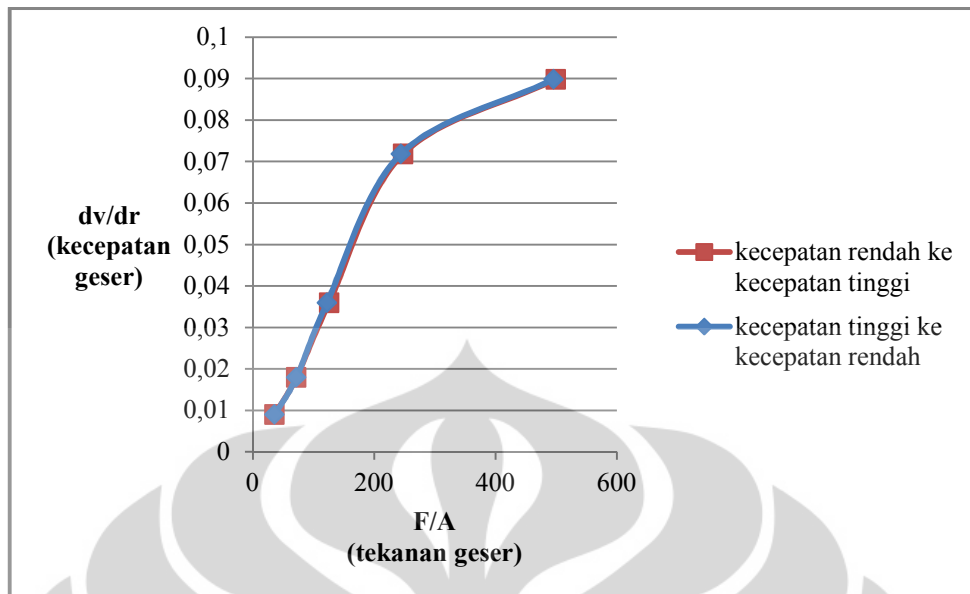 0,1
0,09
0,08
0,07
0,06
0,05
0,04
0,03
0,02
0,01
0
dv/dr
(kecepatan
geser)
0
200
400
600
F/A
(tekanan geser)
kecepatan rendah ke
kecepatan tinggi
kecepatan tinggi ke
kecepatan rendah